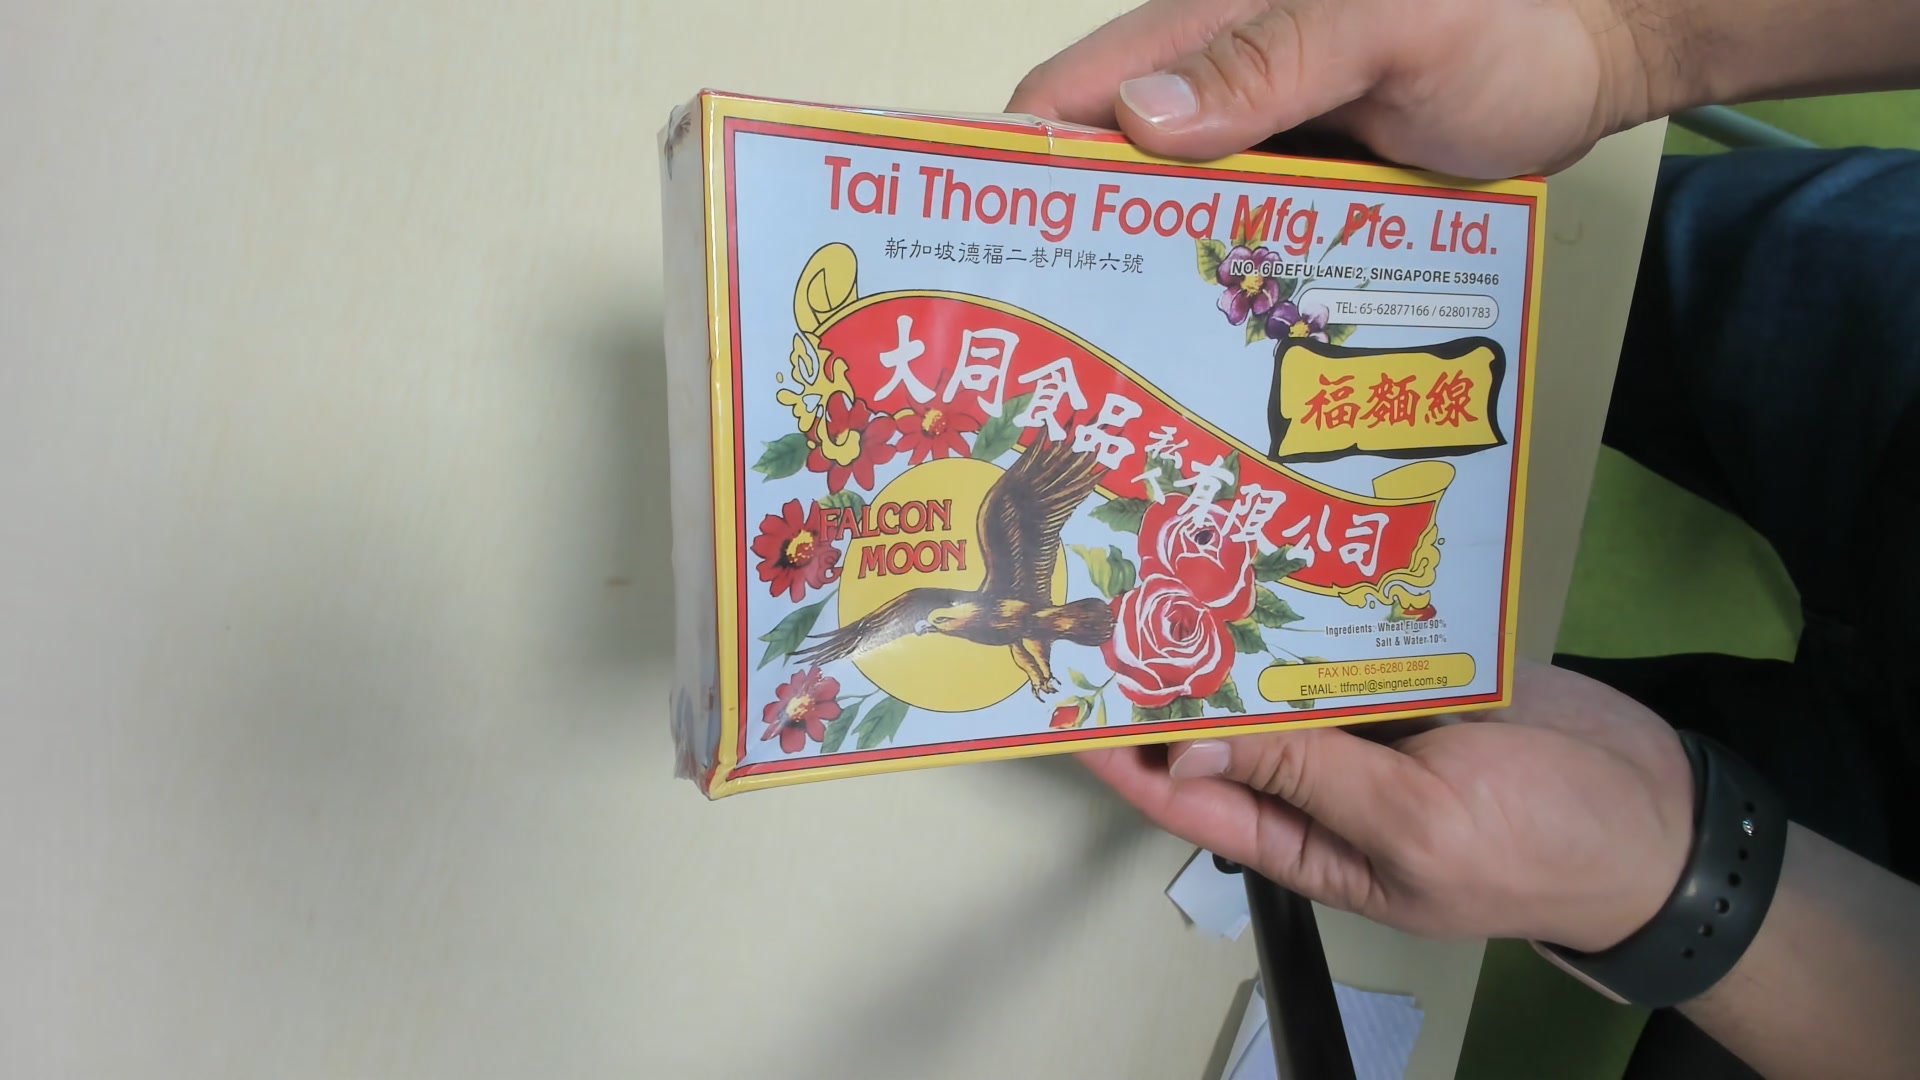 Tai Thong Food Mfg. Pte. Ltd.
新加坡德福二巷門牌六號
NO. 6 DEFU LANE 2, SINGAPORE 539466
TEL: 65-62877166 / 62801783
大同食品私人有限公司
福麵線
FALCON
& MOON
Ingredients: Wheat Flour 90%
Salt & Water 10%
FAX NO: 65-6280 2892
EMAIL: ttfmpl@singnet.com.sg